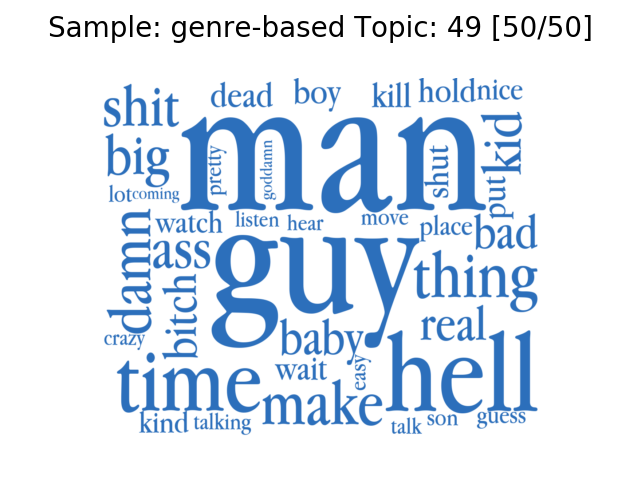 Sample: genre-based Topic: 49 [50/50]
shit dead boy kill hold nice
big man kid
pretty goddamn shut put
lot coming
watch listen hear move place bad
damn ass guy thing
bitch baby real
crazy wait easy hell
time make
kind talking talk son guess